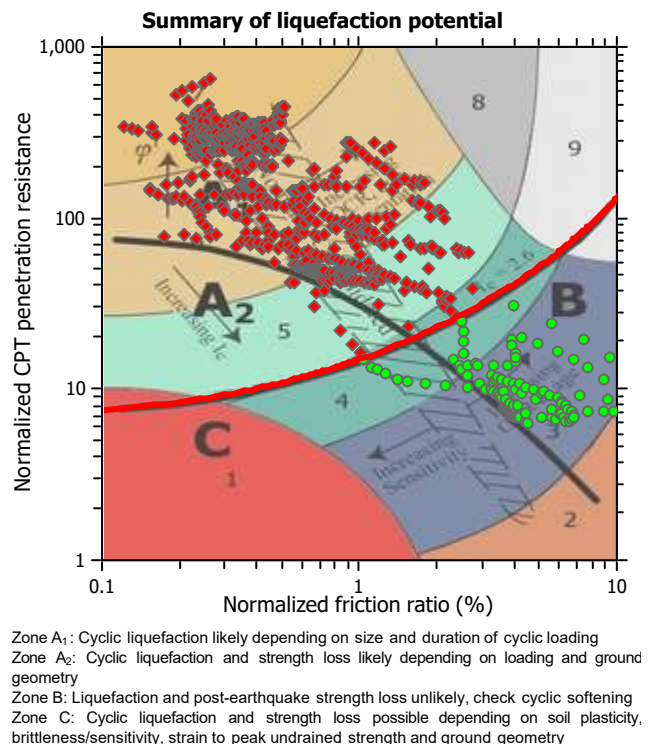 Summary of liquefaction potential
1,000
8
9
φ'
100
Ic = 2.6
Increasing Ic
A2
5
B
10
4
C
1
Increasing
Sensitivity
3
2
1
0.1
1
10
Normalized CPT penetration resistance
Normalized friction ratio (%)
Zone A1: Cyclic liquefaction likely depending on size and duration of cyclic loading
Zone A2: Cyclic liquefaction and strength loss likely depending on loading and ground
geometry
Zone B: Liquefaction and post-earthquake strength loss unlikely, check cyclic softening
Zone C: Cyclic liquefaction and strength loss possible depending on soil plasticity,
brittleness/sensitivity, strain to peak undrained strength and ground geometry